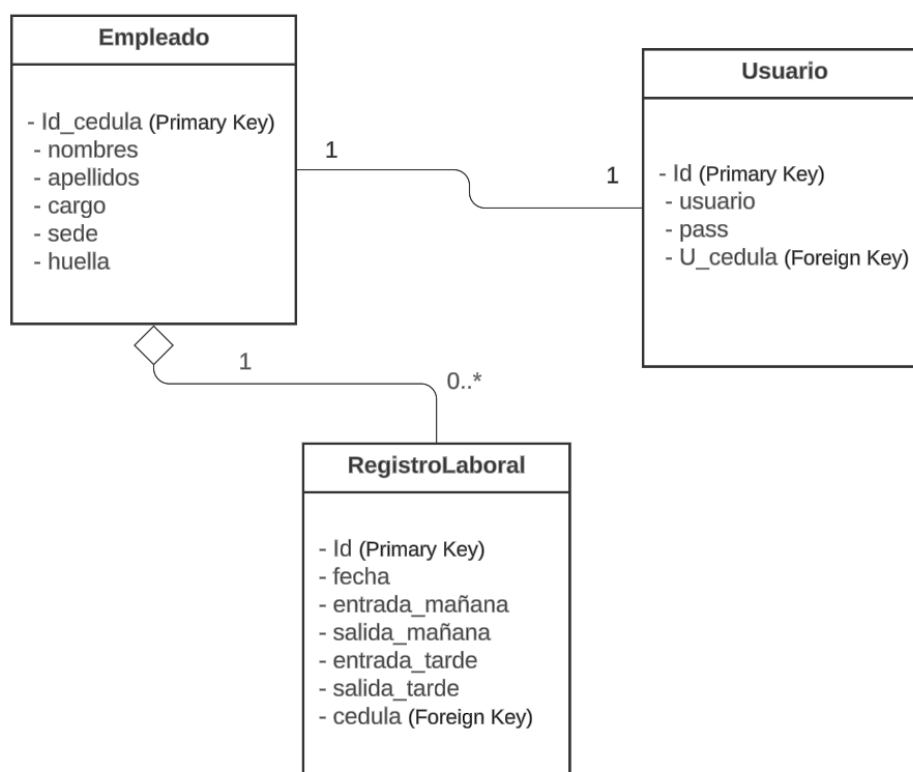 Empleado
- Id_cedula (Primary Key)
- nombres
- apellidos
- cargo
- sede
- huella
1
1
Usuario
- Id (Primary Key)
- usuario
- pass
- U_cedula (Foreign Key)
1
0..*
RegistroLaboral
- Id (Primary Key)
- fecha
- entrada_mañana
- salida_mañana
- entrada_tarde
- salida_tarde
- cedula (Foreign Key)